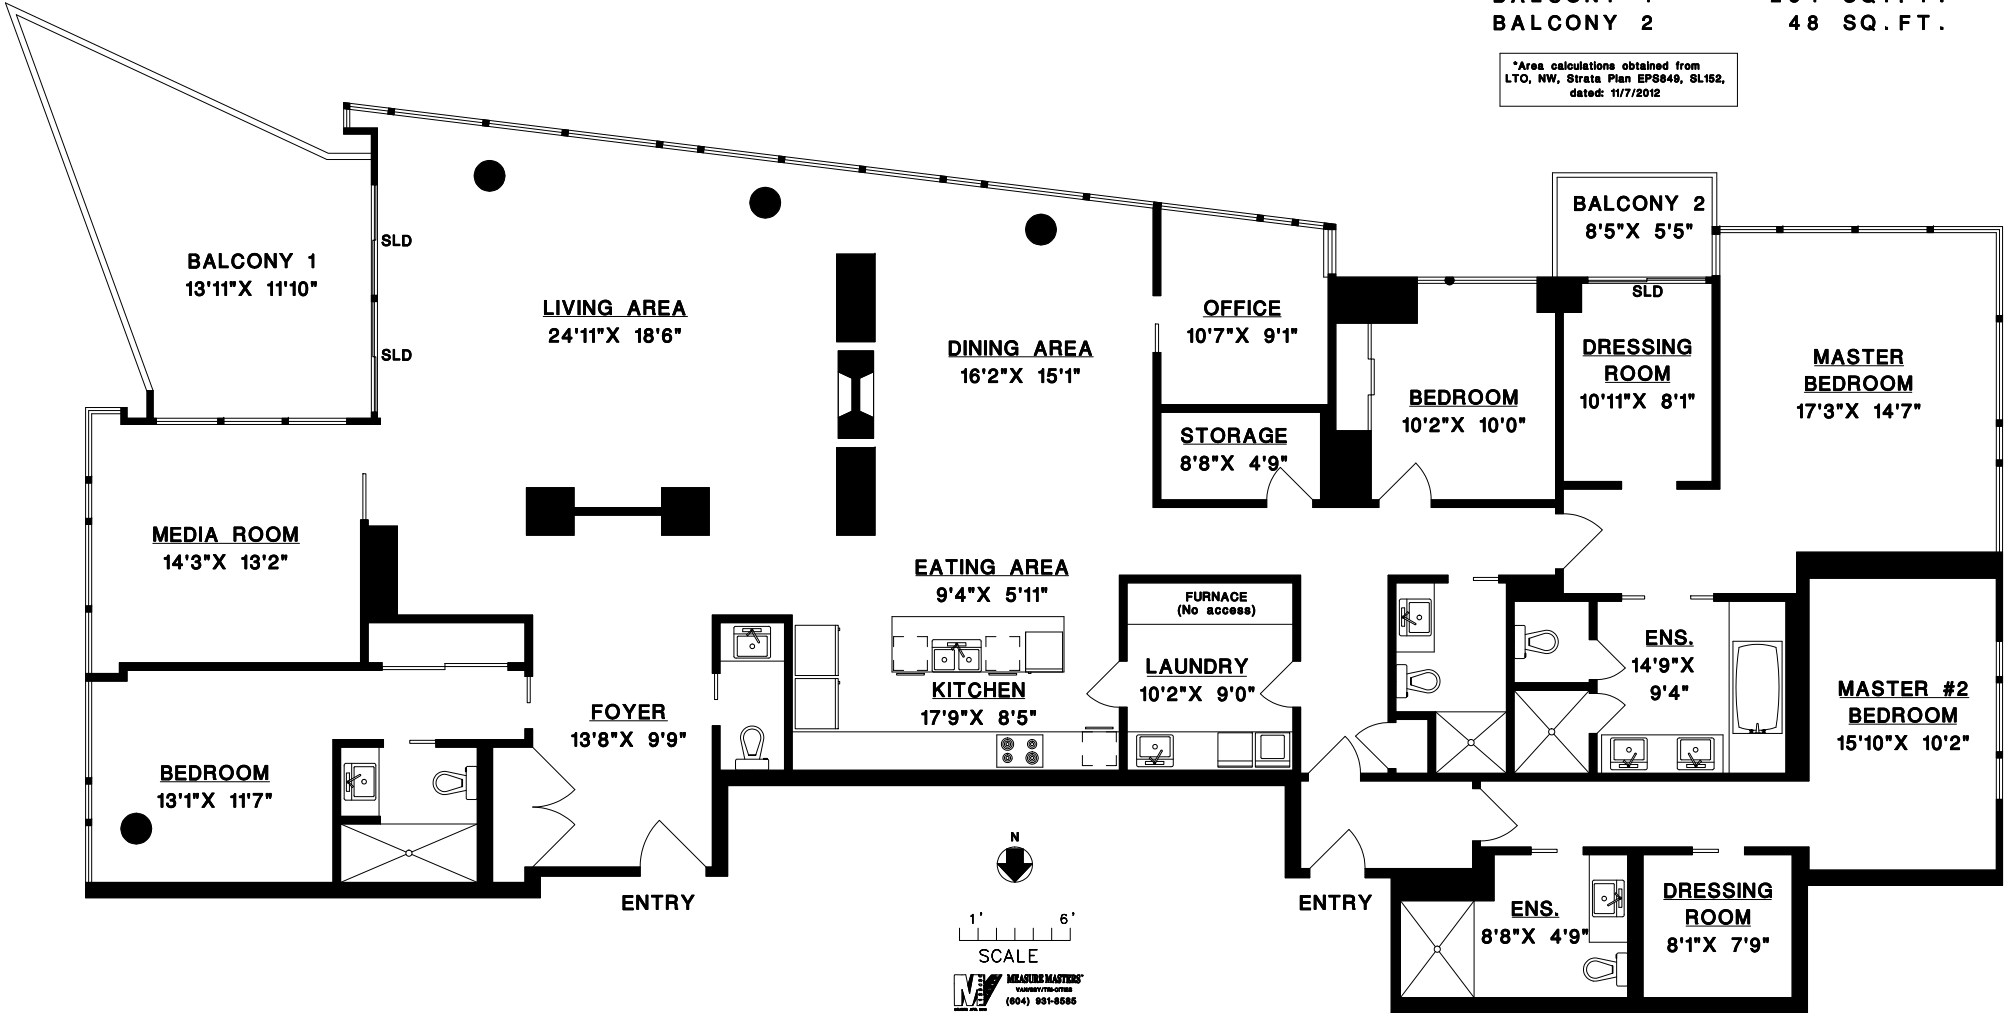 BALCONY 2 48 SQ.FT.
*Area calculations obtained from
LTO, NW, Strata Plan EPS849, SL152,
dated: 11/7/2012
BALCONY 1
13'11"X 11'10"
SLD
SLD
LIVING AREA
24'11"X 18'6"
DINING AREA
16'2"X 15'1"
OFFICE
10'7"X 9'1"
STORAGE
8'8"X 4'9"
BEDROOM
10'2"X 10'0"
BALCONY 2
8'5"X 5'5"
SLD
DRESSING
ROOM
10'11"X 8'1"
MASTER
BEDROOM
17'3"X 14'7"
MEDIA ROOM
14'3"X 13'2"
EATING AREA
9'4"X 5'11"
FURNACE
(No access)
LAUNDRY
10'2"X 9'0"
KITCHEN
17'9"X 8'5"
FOYER
13'8"X 9'9"
ENS.
14'9"X
9'4"
MASTER #2
BEDROOM
15'10"X 10'2"
BEDROOM
13'1"X 11'7"
ENTRY
N
1' 6'
SCALE
MEASURE MASTERS
(604) 931-8585
ENTRY
ENS.
8'8"X 4'9"
DRESSING
ROOM
8'1"X 7'9"